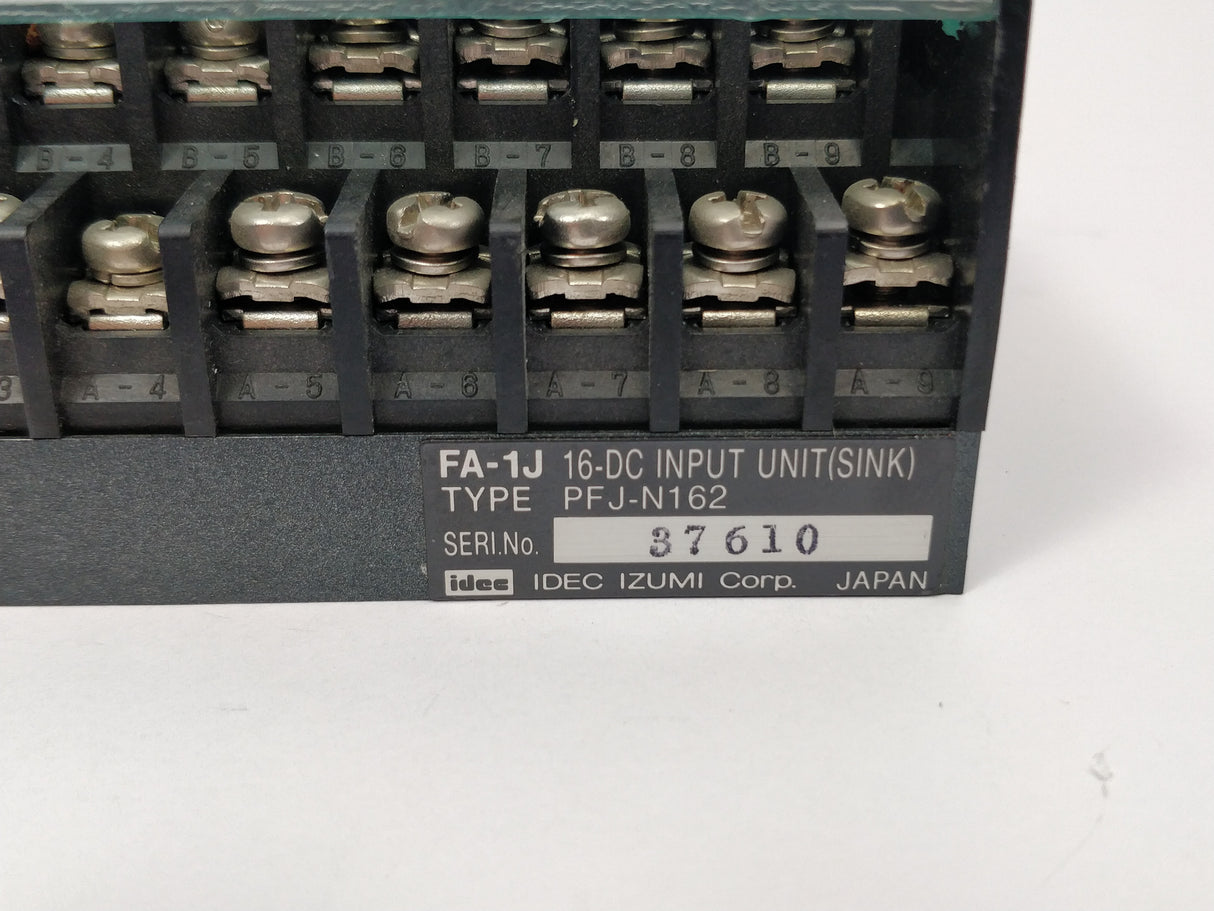 B-4 B-5 B-6 B-7 B-8 B-9
3 A-4 A-5 A-6 A-7 A-8 A-9
FA-1J 16-DC INPUT UNIT(SINK)
TYPE PFJ-N162
SERI.No. 37610
idec IDEC IZUMI Corp. JAPAN